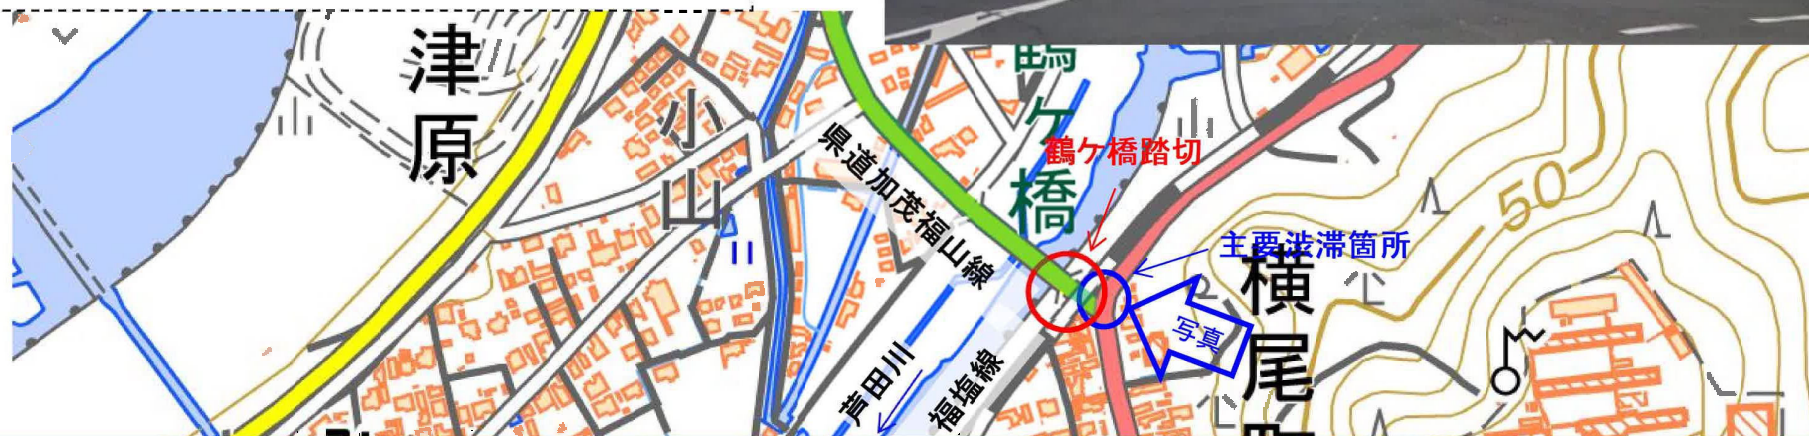 津原
小山
鶴ケ橋
鶴ケ橋踏切
県道加茂福山線
主要渋滞箇所
横尾町
写真
50
芦田川
福塩線